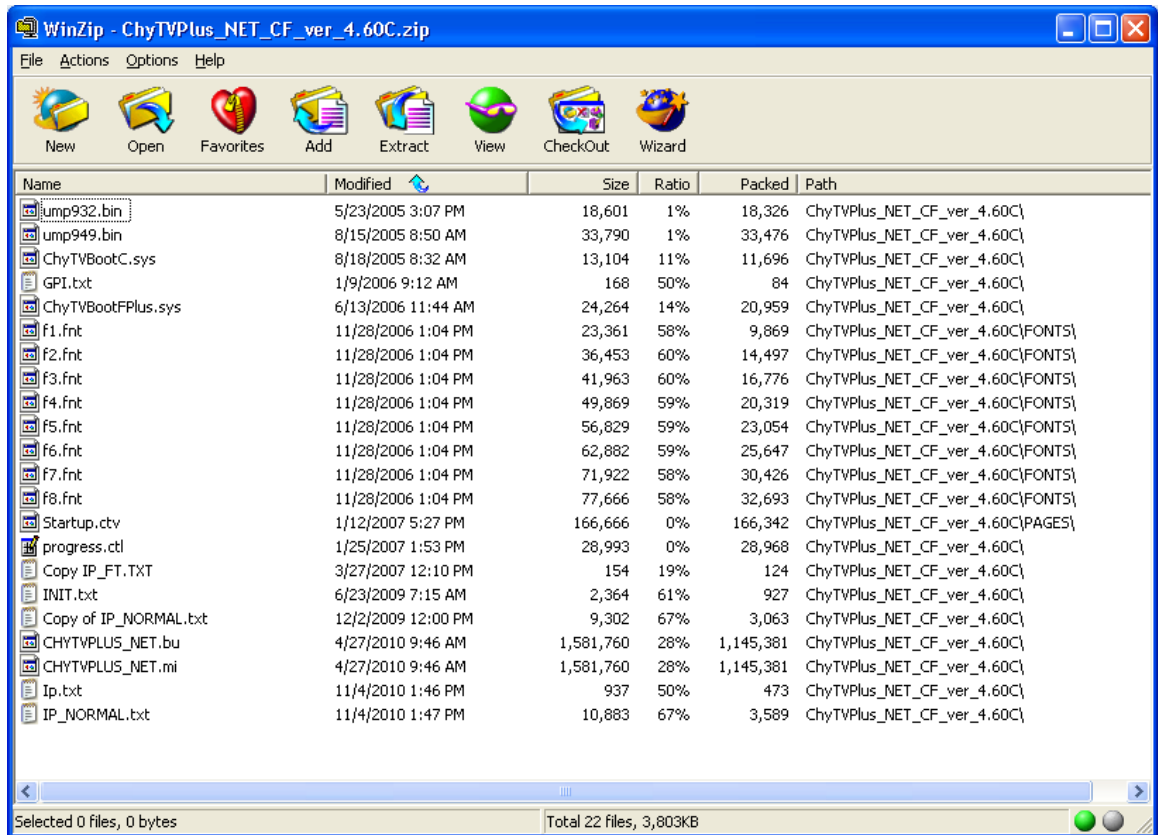 WinZip - ChyTVPlus_NET_CF_ver_4.60C.zip
File Actions Options Help
New Open Favorites Add Extract View CheckOut Wizard
Name Modified Size Ratio Packed Path
ump932.bin 5/23/2005 3:07 PM 18,601 1% 18,326 ChyTVPlus_NET_CF_ver_4.60C\
ump949.bin 8/15/2005 8:50 AM 33,790 1% 33,476 ChyTVPlus_NET_CF_ver_4.60C\
ChyTVBootC.sys 8/18/2005 8:32 AM 13,104 11% 11,696 ChyTVPlus_NET_CF_ver_4.60C\
GPI.txt 1/9/2006 9:12 AM 168 50% 84 ChyTVPlus_NET_CF_ver_4.60C\
ChyTVBootFPlus.sys 6/13/2006 11:44 AM 24,264 14% 20,959 ChyTVPlus_NET_CF_ver_4.60C\
f1.fnt 11/28/2006 1:04 PM 23,361 58% 9,869 ChyTVPlus_NET_CF_ver_4.60C\FONTS\
f2.fnt 11/28/2006 1:04 PM 36,453 60% 14,497 ChyTVPlus_NET_CF_ver_4.60C\FONTS\
f3.fnt 11/28/2006 1:04 PM 41,963 60% 16,776 ChyTVPlus_NET_CF_ver_4.60C\FONTS\
f4.fnt 11/28/2006 1:04 PM 49,869 59% 20,319 ChyTVPlus_NET_CF_ver_4.60C\FONTS\
f5.fnt 11/28/2006 1:04 PM 56,829 59% 23,054 ChyTVPlus_NET_CF_ver_4.60C\FONTS\
f6.fnt 11/28/2006 1:04 PM 62,882 59% 25,647 ChyTVPlus_NET_CF_ver_4.60C\FONTS\
f7.fnt 11/28/2006 1:04 PM 71,922 58% 30,426 ChyTVPlus_NET_CF_ver_4.60C\FONTS\
f8.fnt 11/28/2006 1:04 PM 77,666 58% 32,693 ChyTVPlus_NET_CF_ver_4.60C\FONTS\
Startup.ctv 1/12/2007 5:27 PM 166,666 0% 166,342 ChyTVPlus_NET_CF_ver_4.60C\PAGES\
progress.ctl 1/25/2007 1:53 PM 28,993 0% 28,968 ChyTVPlus_NET_CF_ver_4.60C\
Copy IP_FT.TXT 3/27/2007 12:10 PM 154 19% 124 ChyTVPlus_NET_CF_ver_4.60C\
INIT.txt 6/23/2009 7:15 AM 2,364 61% 927 ChyTVPlus_NET_CF_ver_4.60C\
Copy of IP_NORMAL.txt 12/2/2009 12:00 PM 9,302 67% 3,063 ChyTVPlus_NET_CF_ver_4.60C\
CHYTVPLUS_NET.bu 4/27/2010 9:46 AM 1,581,760 28% 1,145,381 ChyTVPlus_NET_CF_ver_4.60C\
CHYTVPLUS_NET.mi 4/27/2010 9:46 AM 1,581,760 28% 1,145,381 ChyTVPlus_NET_CF_ver_4.60C\
Ip.txt 11/4/2010 1:46 PM 937 50% 473 ChyTVPlus_NET_CF_ver_4.60C\
IP_NORMAL.txt 11/4/2010 1:47 PM 10,883 67% 3,589 ChyTVPlus_NET_CF_ver_4.60C\
Selected 0 files, 0 bytes Total 22 files, 3,803KB